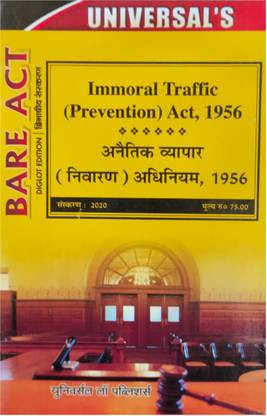 UNIVERSAL'S
BARE ACT
DIGLOT EDITION | द्विभाषीय संस्करण
Immoral Traffic
(Prevention) Act, 1956
अनैतिक व्यापार
( निवारण ) अधिनियम, 1956
संस्करण : 2020
मूल्य रु० 75.00
युनिवर्सल लॉ पब्लिशर्स